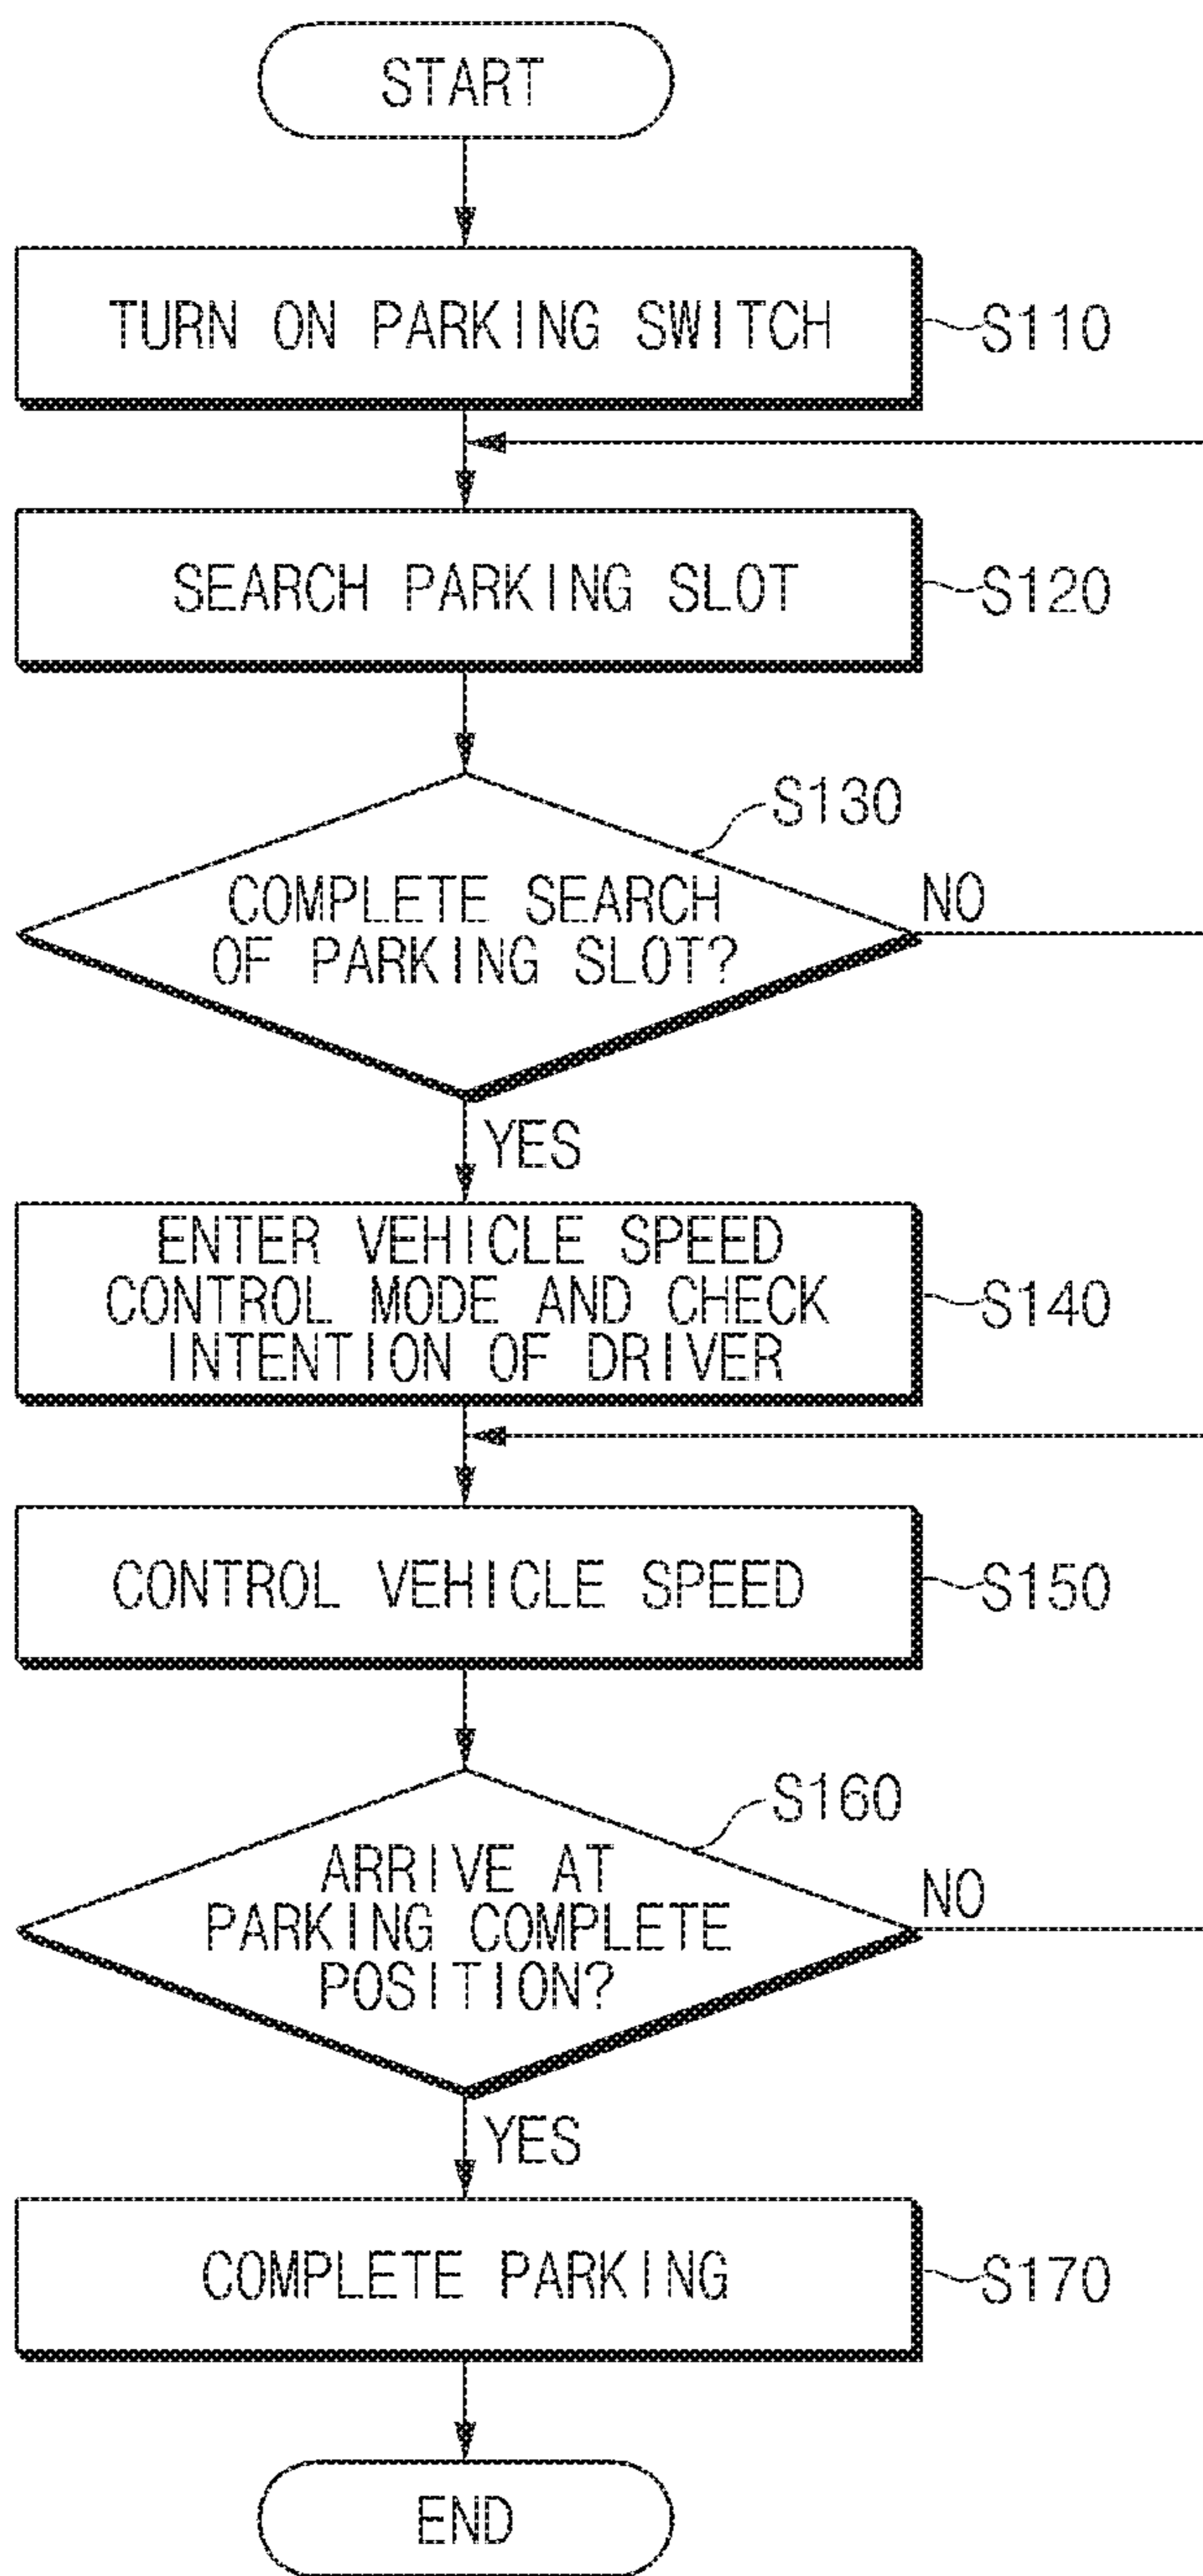 START
TURN ON PARKING SWITCH
S110
SEARCH PARKING SLOT
S120
S130
COMPLETE SEARCH
OF PARKING SLOT?
NO
YES
ENTER VEHICLE SPEED
CONTROL MODE AND CHECK
INTENTION OF DRIVER
S140
CONTROL VEHICLE SPEED
S150
S160
ARRIVE AT
PARKING COMPLETE
POSITION?
NO
YES
COMPLETE PARKING
S170
END